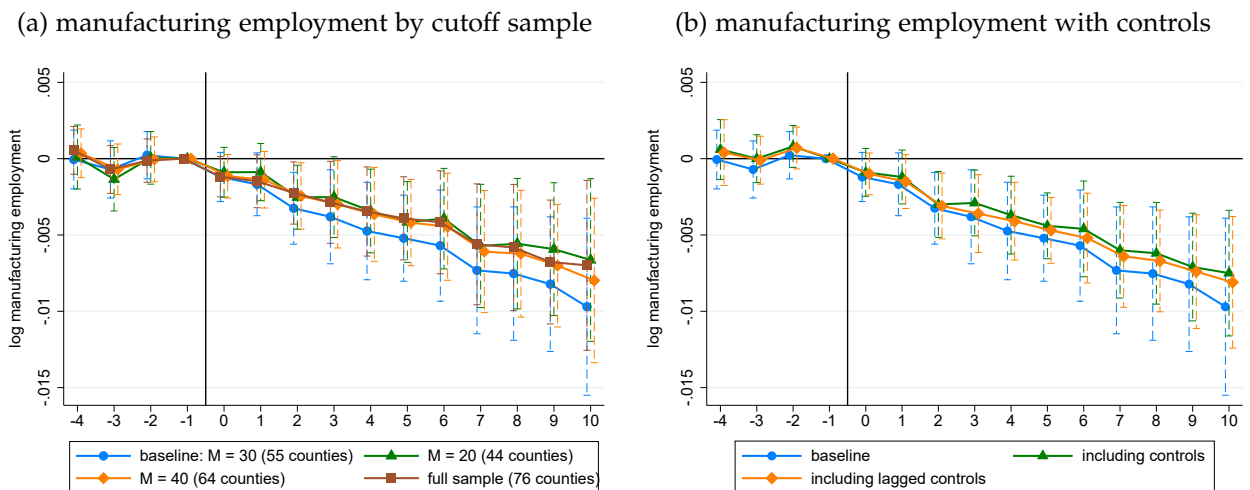 (a) manufacturing employment by cutoff sample
(b) manufacturing employment with controls
log manufacturing employment
.005
0
-.005
-.01
-.015
-4 -3 -2 -1 0 1 2 3 4 5 6 7 8 9 10
baseline: M = 30 (55 counties) M = 20 (44 counties)
M = 40 (64 counties) full sample (76 counties)
log manufacturing employment
.005
0
-.005
-.01
-.015
-4 -3 -2 -1 0 1 2 3 4 5 6 7 8 9 10
baseline including controls
including lagged controls